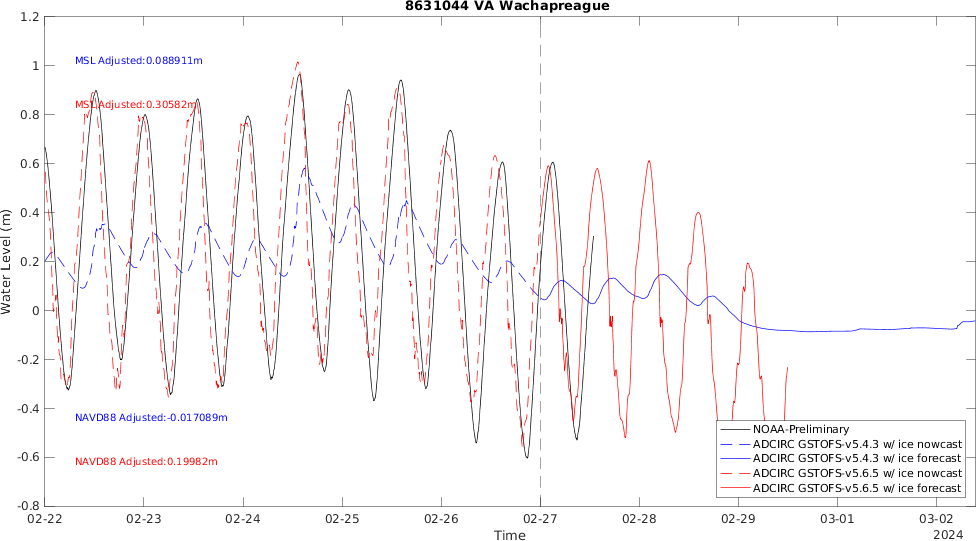 8631044 VA Wachapreague
Water Level (m)
1.2
1
0.8
0.6
0.4
0.2
0
-0.2
-0.4
-0.6
-0.8
MSL Adjusted:0.088911m
MSL Adjusted:0.30582m
NAVD88 Adjusted:-0.017089m
NAVD88 Adjusted:0.19982m
NOAA-Preliminary
ADCIRC GSTOFS-v5.4.3 w/ ice nowcast
ADCIRC GSTOFS-v5.4.3 w/ ice forecast
ADCIRC GSTOFS-v5.6.5 w/ ice nowcast
ADCIRC GSTOFS-v5.6.5 w/ ice forecast
02-22 02-23 02-24 02-25 02-26 02-27 02-28 02-29 03-01 03-02
Time
2024